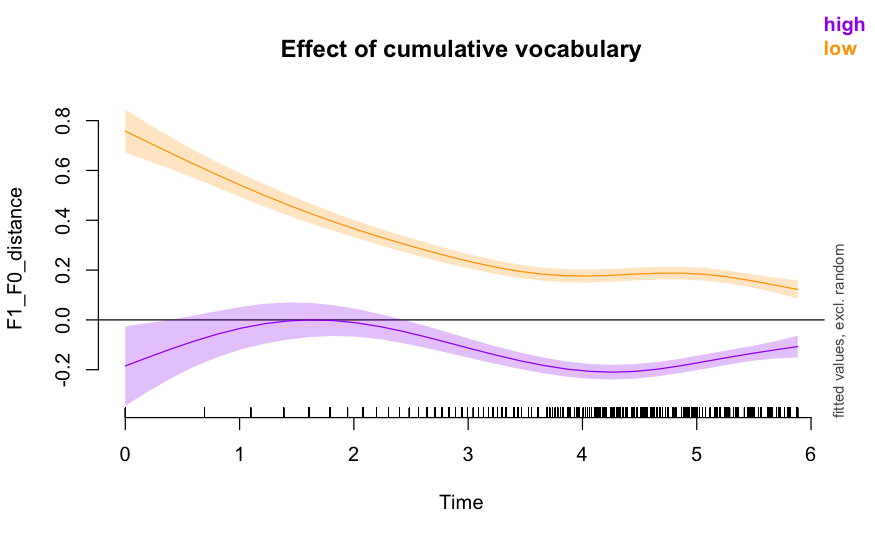 high
low
Effect of cumulative vocabulary
F1_F0_distance
0.8
0.6
0.4
0.2
0.0
-0.2
0 1 2 3 4 5 6
Time
fitted values, excl. random